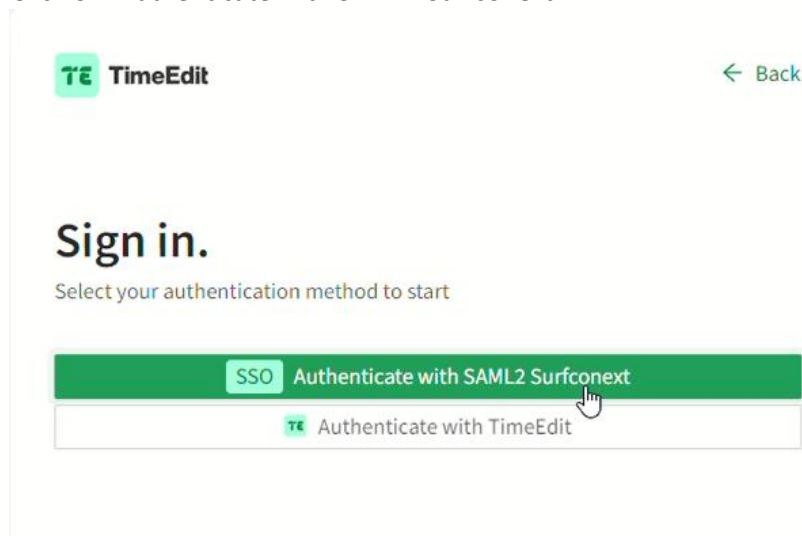 TE TimeEdit
← Back
Sign in.
Select your authentication method to start
SSO Authenticate with SAML2 Surfconext
TE Authenticate with TimeEdit